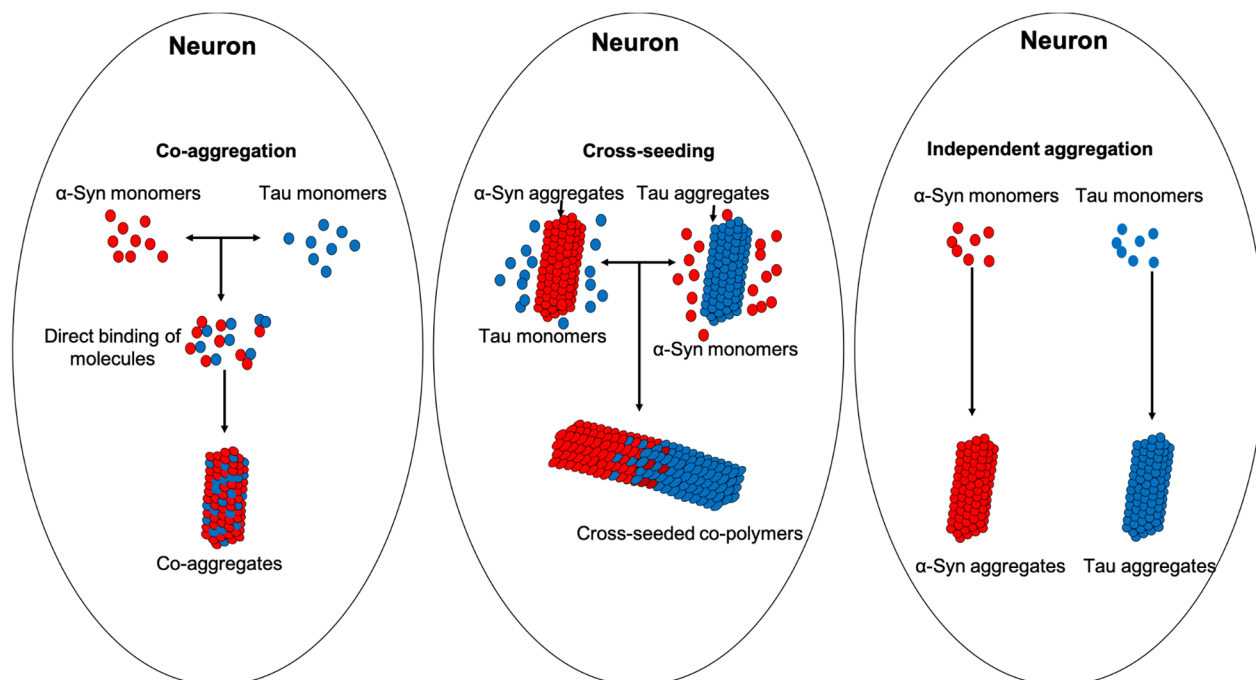 Neuron
Co-aggregation
α-Syn monomers
Tau monomers
Direct binding of
molecules
Co-aggregates
Neuron
Cross-seeding
α-Syn aggregates
Tau aggregates
Tau monomers
α-Syn monomers
Cross-seeded co-polymers
Neuron
Independent aggregation
α-Syn monomers
Tau monomers
α-Syn aggregates
Tau aggregates